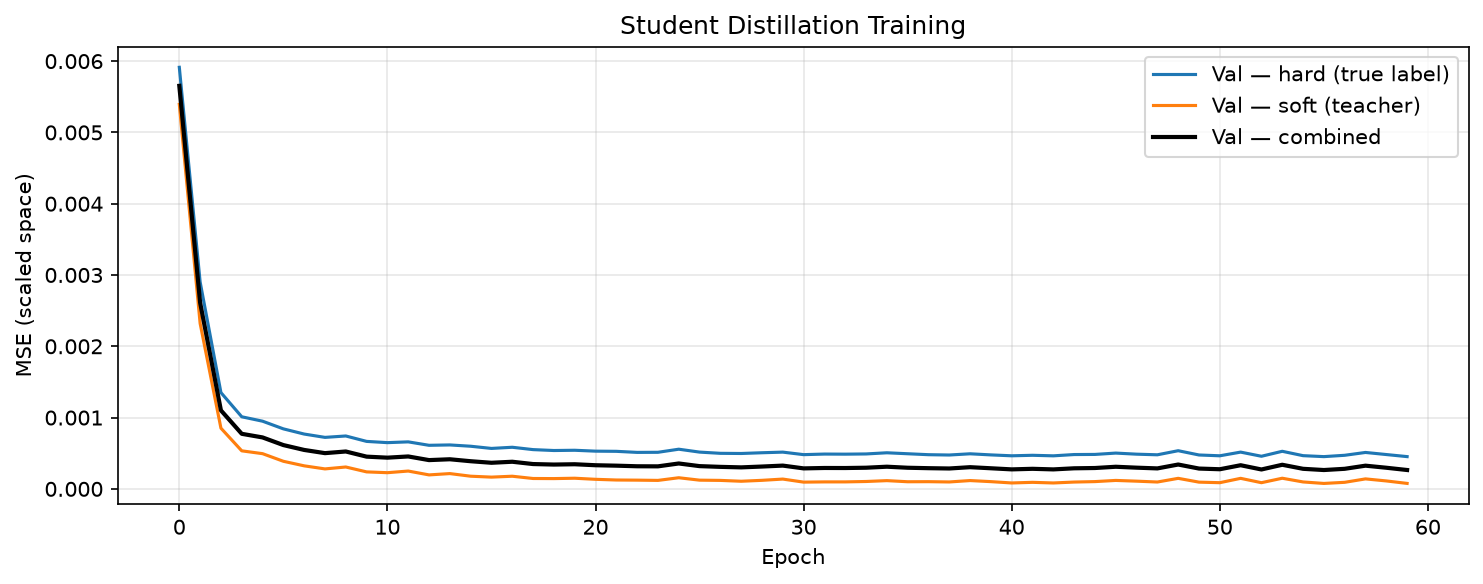 Student Distillation Training
MSE (scaled space)
0.006
0.005
0.004
0.003
0.002
0.001
0.000
Val — hard (true label)
Val — soft (teacher)
Val — combined
0 10 20 30 40 50 60
Epoch